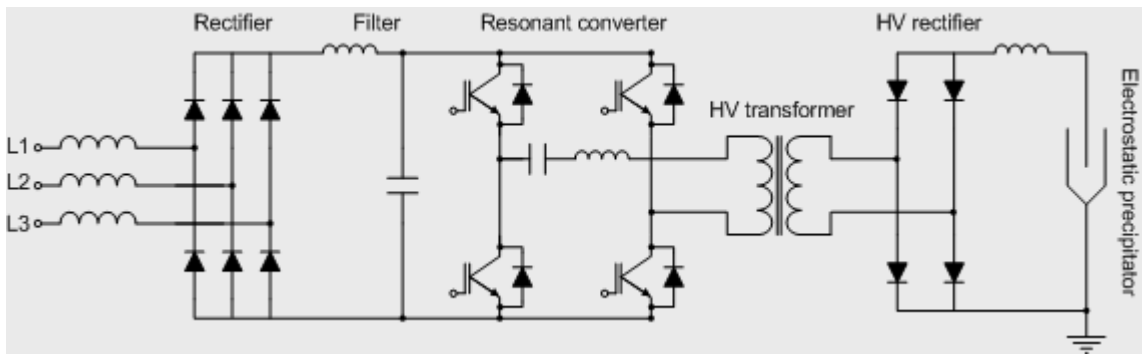 Rectifier
Filter
Resonant converter
HV rectifier
HV transformer
Electrostatic precipitator
L1
L2
L3